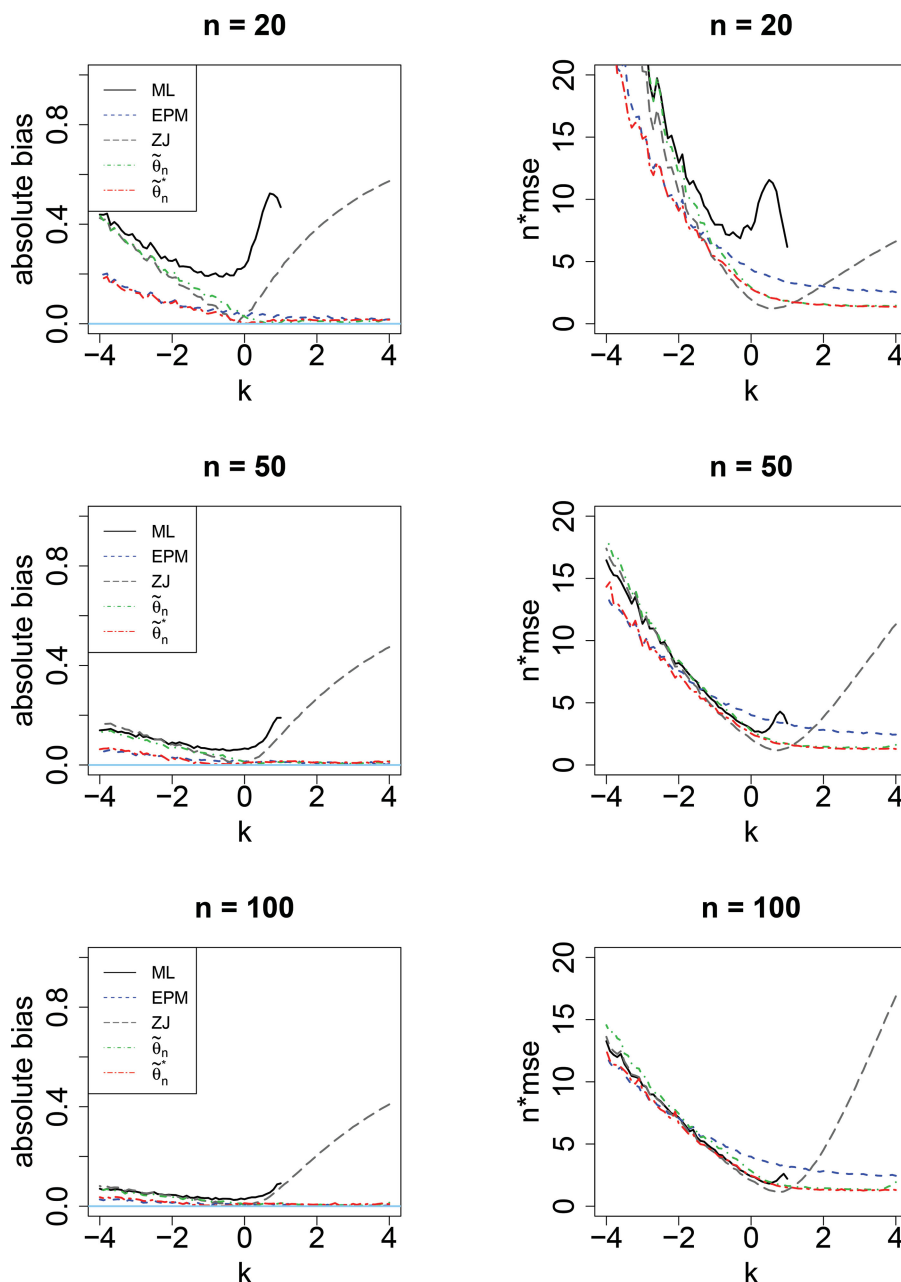 n = 20
absolute bias
0.0 0.4 0.8
ML
EPM
ZJ
θ̃n
θ̃*n
−4 −2 0 2 4
k
n = 20
n*mse
0 5 10 15 20
−4 −2 0 2 4
k
n = 50
absolute bias
0.0 0.4 0.8
ML
EPM
ZJ
θ̃n
θ̃*n
−4 −2 0 2 4
k
n = 50
n*mse
0 5 10 15 20
−4 −2 0 2 4
k
n = 100
absolute bias
0.0 0.4 0.8
ML
EPM
ZJ
θ̃n
θ̃*n
−4 −2 0 2 4
k
n = 100
n*mse
0 5 10 15 20
−4 −2 0 2 4
k